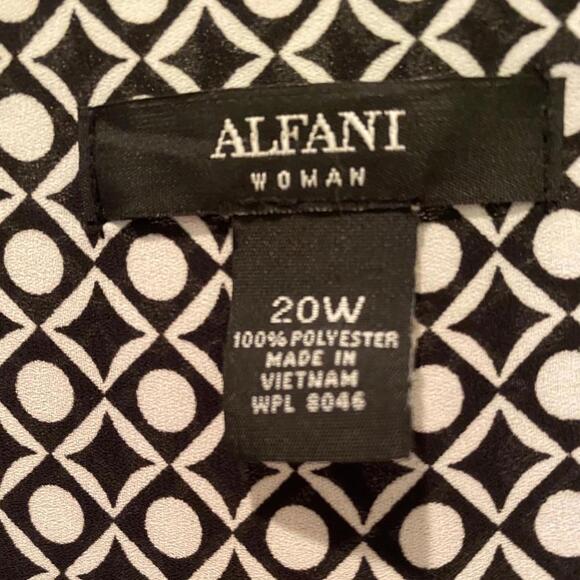 ALFANI
WOMAN
20W
100% POLYESTER
MADE IN
VIETNAM
WPL 8046